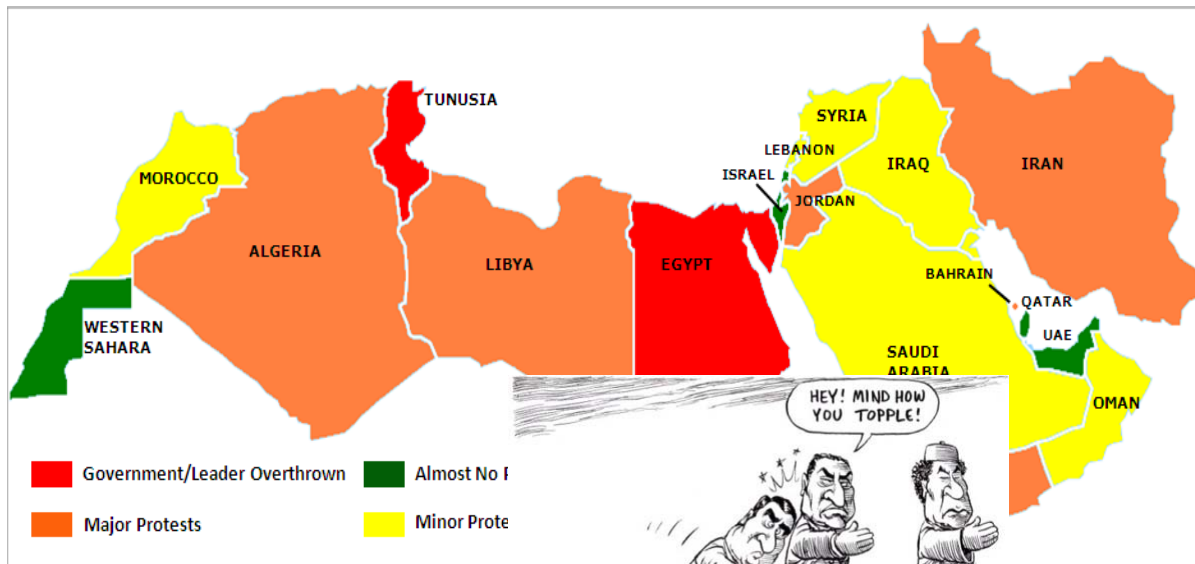 TUNUSIA
SYRIA
LEBANON
MOROCCO
ISRAEL
IRAQ
IRAN
JORDAN
ALGERIA
LIBYA
EGYPT
BAHRAIN
QATAR
WESTERN
SAHARA
UAE
SAUDI
ARABIA
OMAN
HEY! MIND HOW
YOU TOPPLE!
Government/Leader Overthrown
Almost No
Major Protests
Minor Prote